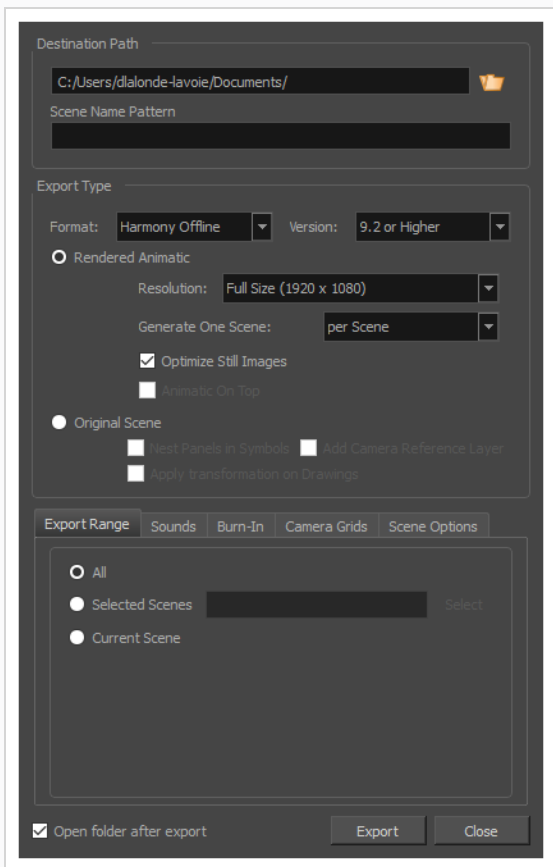 Destination Path
C:/Users/dlalonde-lavoie/Documents/
Scene Name Pattern
Export Type
Format: Harmony Offline Version: 9.2 or Higher
Rendered Animatic
Resolution: Full Size (1920 x 1080)
Generate One Scene: per Scene
Optimize Still Images
Animatic On Top
Original Scene
Nest Panels in Symbols Add Camera Reference Layer
Apply transformation on Drawings
Export Range Sounds Burn-In Camera Grids Scene Options
All
Selected Scenes Select
Current Scene
Open folder after export Export Close